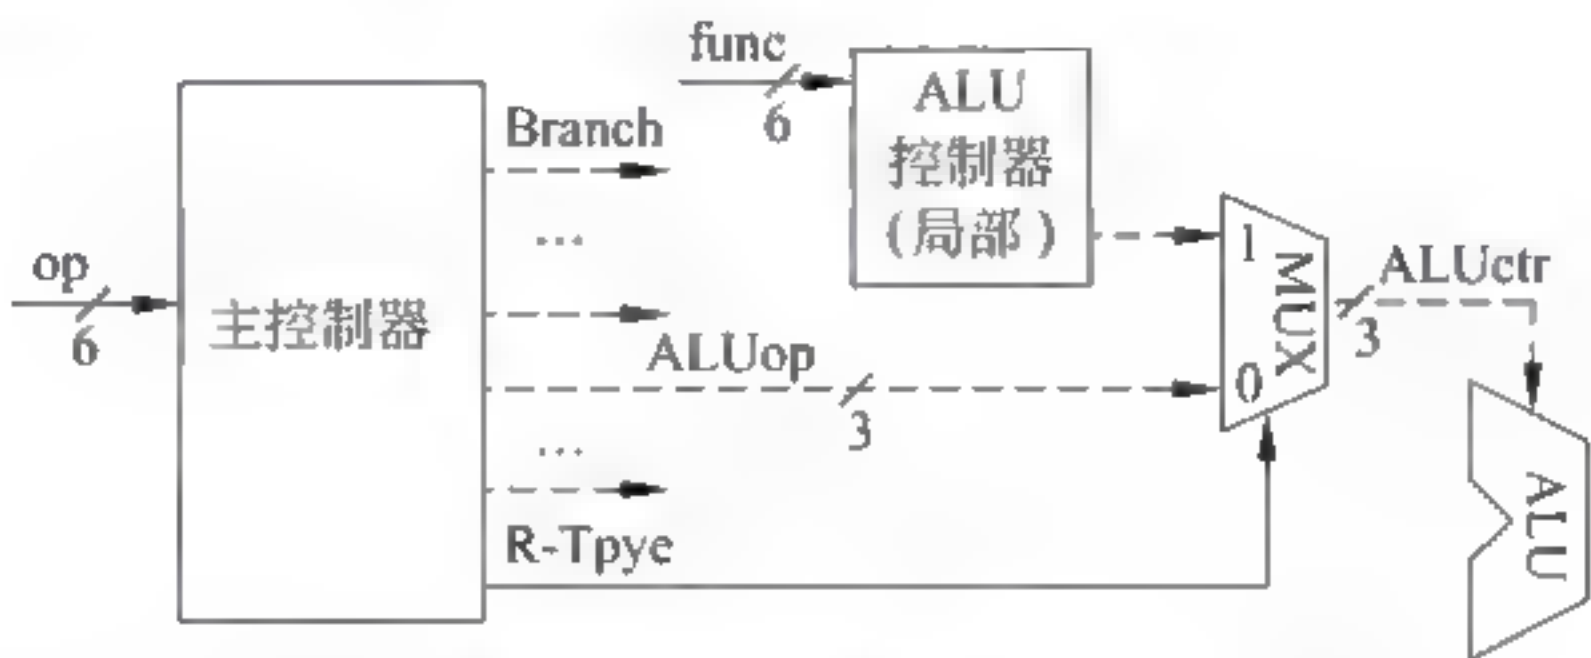 func
6
ALU
控制器
(局部)
Branch
...
op
6
主控制器
1
0
MUX
ALUctr
3
ALUop
3
...
R-Tpye
ALU